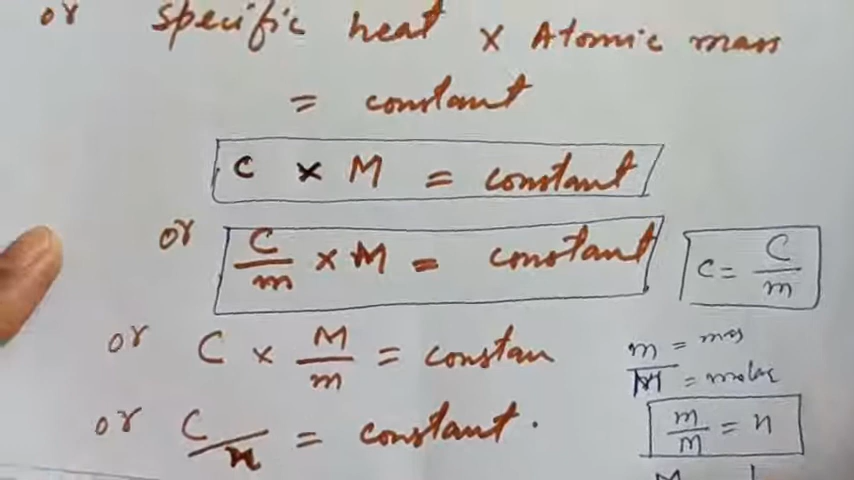 or specific heat x Atomic mass
= constant
c x M = constant
or C/m x M = constant
c = C/m
or C x M/m = constan
m = mas
M = molar
or C/n = constant.
m/M = n